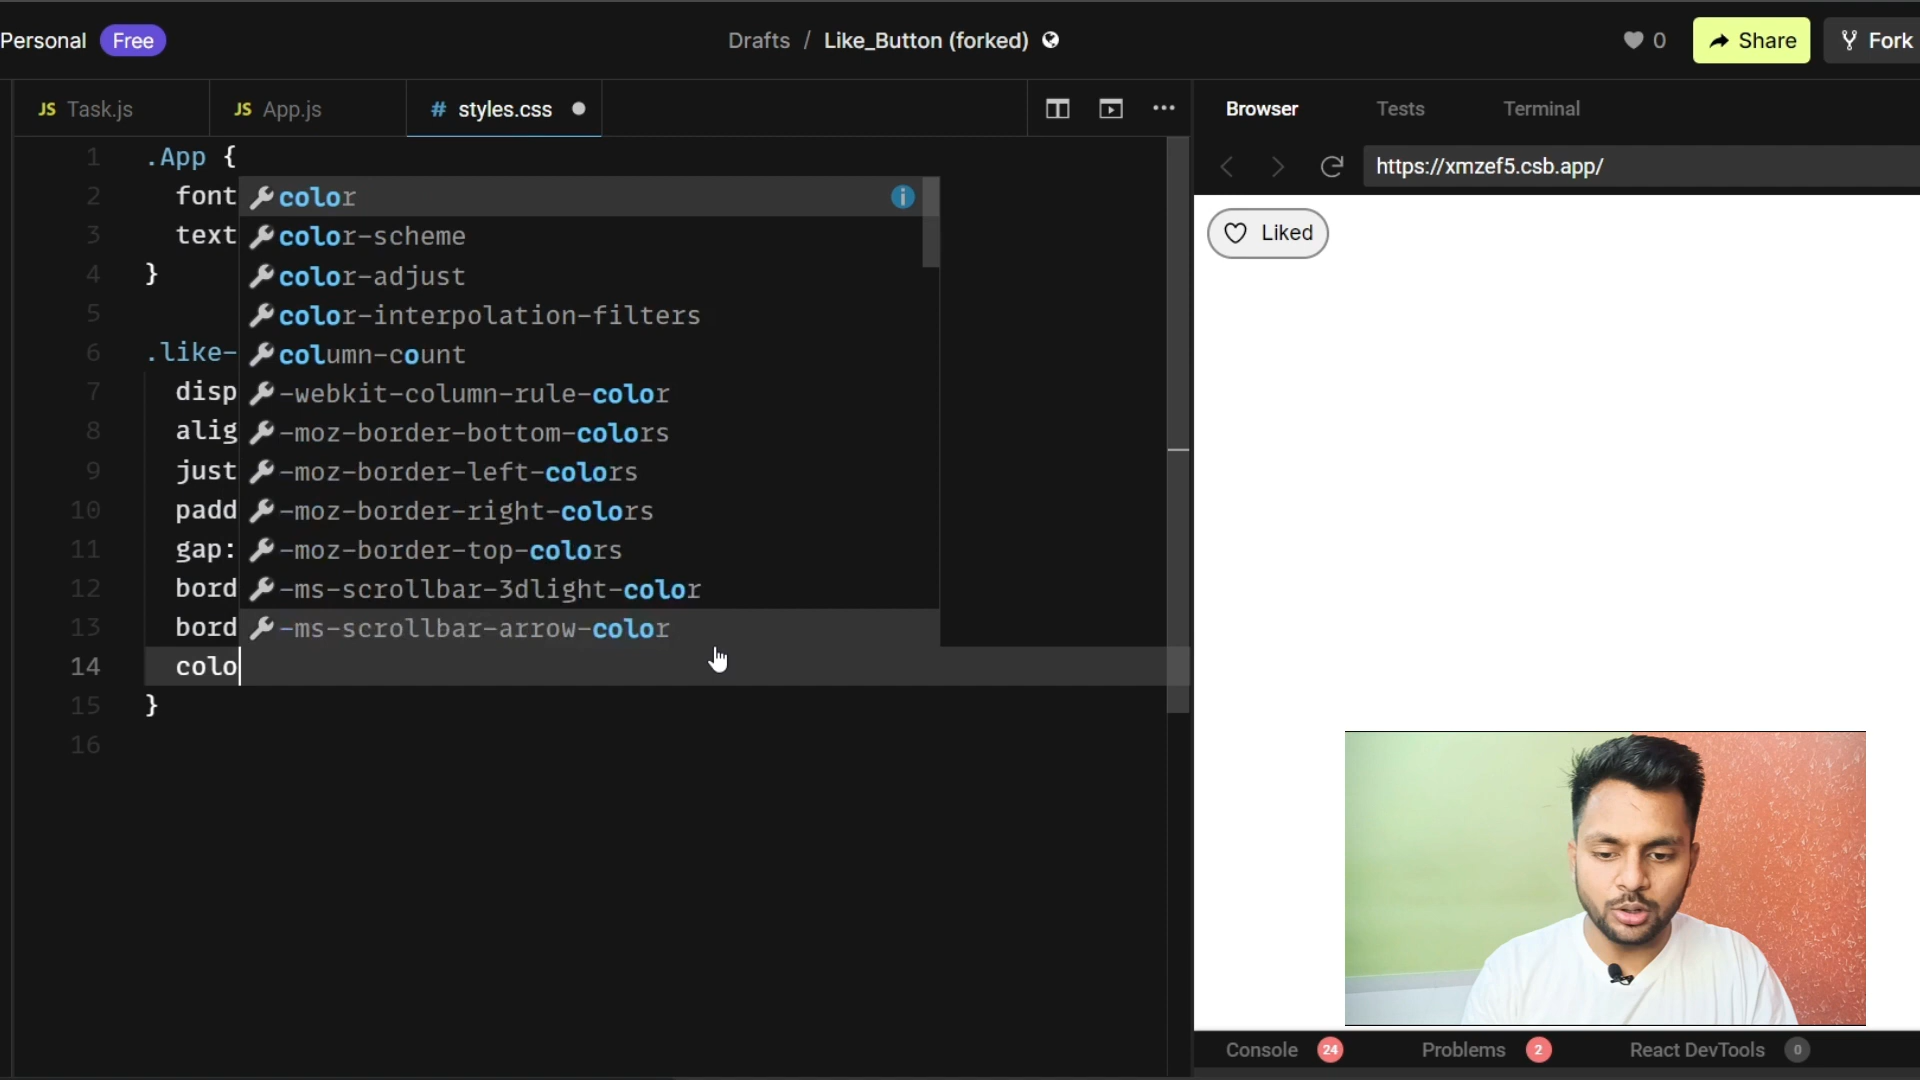 Personal Free Drafts / Like_Button (forked) 0 Share Fork
JS Task.js JS App.js # styles.css Browser Tests Terminal
https://xmzef5.csb.app/
1 .App {
2 font
3 text
4 }
5
6 .like-
7 disp
8 alig
9 just
10 padd
11 gap:
12 bord
13 bord
14 colo
15 }
16
color
color-scheme
color-adjust
color-interpolation-filters
column-count
-webkit-column-rule-color
-moz-border-bottom-colors
-moz-border-left-colors
-moz-border-right-colors
-moz-border-top-colors
-ms-scrollbar-3dlight-color
-ms-scrollbar-arrow-color
Liked
Console 24 Problems 2 React DevTools 0